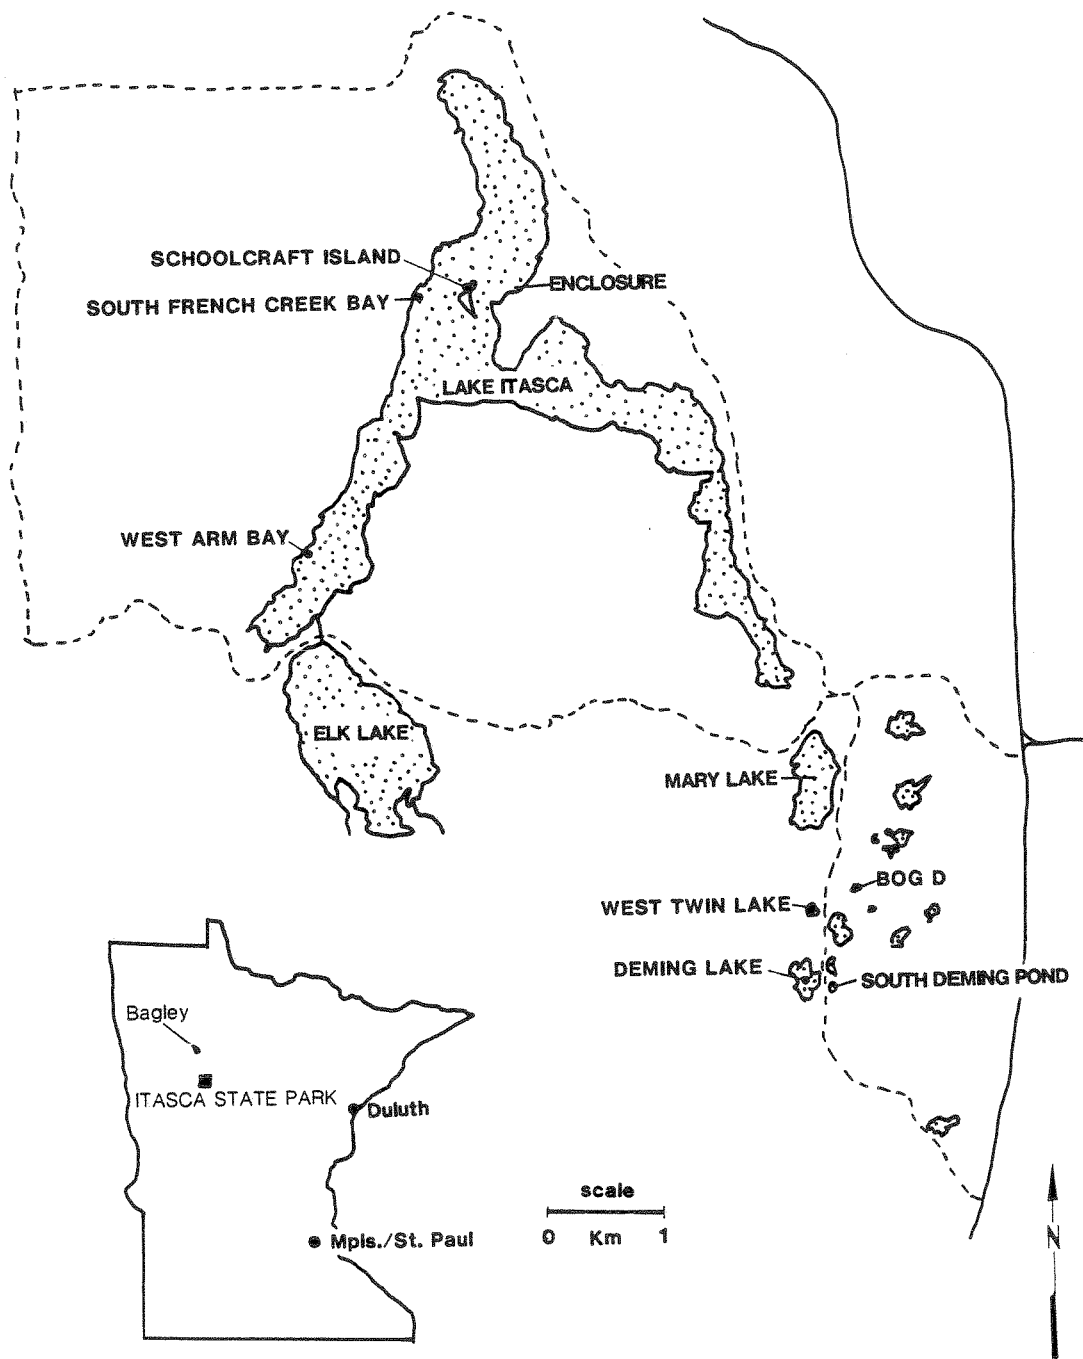 SCHOOLCRAFT ISLAND
ENCLOSURE
SOUTH FRENCH CREEK BAY
LAKE ITASCA
WEST ARM BAY
ELK LAKE
MARY LAKE
BOG D
WEST TWIN LAKE
DEMING LAKE
SOUTH DEMING POND
Bagley
ITASCA STATE PARK
Duluth
Mpls./St. Paul
scale
0 Km 1
N